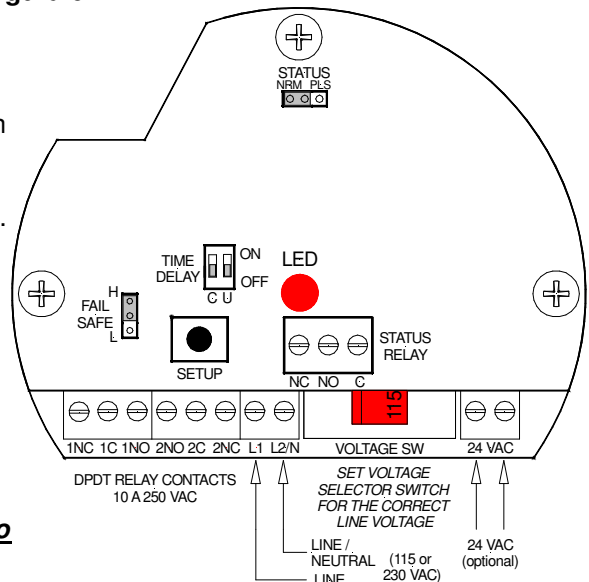 STATUS
NRM PLS
TIME
DELAY
ON
OFF
C U
LED
H
FAIL
SAFE
L
SETUP
STATUS
RELAY
NC NO C
115
1NC 1C 1NO 2NO 2C 2NC L1 L2/N VOLTAGE SW 24 VAC
DPDT RELAY CONTACTS
10 A 250 VAC
SET VOLTAGE
SELECTOR SWITCH
FOR THE CORRECT
LINE VOLTAGE
LINE /
NEUTRAL
LINE
(115 or
230 VAC)
24 VAC
(optional)